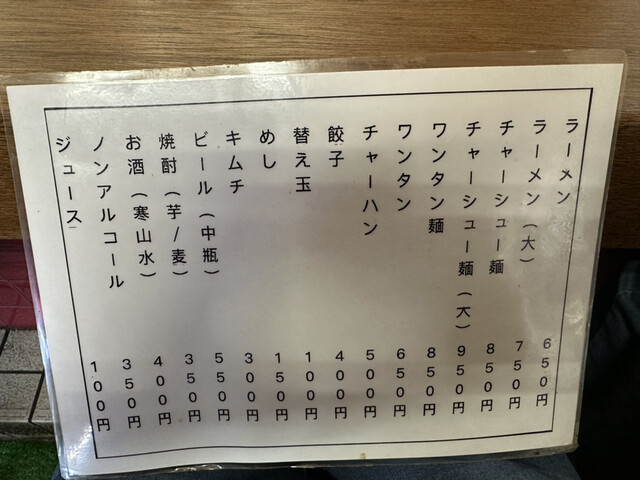 ラーメン 650円
ラーメン（大） 750円
チャーシュー麺 850円
チャーシュー麺（大） 950円
ワンタン麺 850円
ワンタン 650円
チャーハン 500円
餃子 400円
替え玉 100円
めし 150円
キムチ 300円
ビール（中瓶） 550円
焼酎（芋/麦） 350円
お酒（寒山水） 400円
ノンアルコール 350円
ジュース 100円